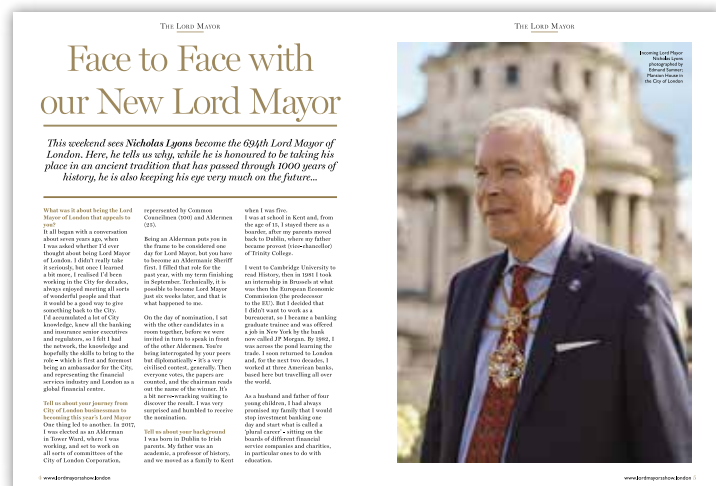 THE LORD MAYOR
Face to Face with
our New Lord Mayor
This weekend sees Nicholas Lyons become the 694th Lord Mayor of
London. Here, he tells us why, while he is honoured to be taking his
place in an ancient tradition that has passed through 1000 years of
history, he is also keeping his eye very much on the future...
What was it about being the Lord
Mayor of London that appeals to
you?
It all began with a conversation
about seven years ago, when
I was asked whether I'd ever
thought about being Lord Mayor
of London. I didn't really take
it seriously, but once I learned
a bit more, I realised I'd been
working in the City for decades,
always enjoyed meeting all sorts
of wonderful people and that
it would be a good way to give
something back to the City.
I'd accumulated a lot of City
knowledge, knew all the banking
and insurance senior executives
and regulators, so I felt I had
the network, the knowledge and
hopefully the skills to bring to the
role – which is first and foremost
being an ambassador for the City,
and representing the financial
services industry and London as a
global financial centre.
Tell us about your journey from
City of London businessman to
becoming this year's Lord Mayor
One thing led to another. In 2017,
I was elected as an Alderman
in Tower Ward, where I was
working, and set to work on
all sorts of committees of the
City of London Corporation,
represented by Common
Councilmen (100) and Aldermen
(25).
Being an Alderman puts you in
the frame to be considered one
day for Lord Mayor, but you have
to become an Aldermanic Sheriff
first. I filled that role for the
past year, with my term finishing
in September. Technically, it is
possible to become Lord Mayor
just six weeks later, and that is
what happened to me.
On the day of nomination, I sat
with the other candidates in a
room together, before we were
invited in turn to speak in front
of the entire Aldermen. You're
being interrogated by your peers
but diplomatically – it's a very
civilised contest, generally. Then
everyone votes, the papers are
counted, and the chairman reads
out the name of the winner. It's
a bit nerve-wracking waiting to
discover the result. I was very
surprised and humbled to receive
the nomination.
Tell us about your background
I was born in Dublin to Irish
parents. My father was an
academic, a professor of history,
and we moved as a family to Kent
when I was five.
I was at school in Kent and, from
the age of 15, I stayed there as a
boarder, after my parents moved
back to Dublin, where my father
became provost (vice-chancellor)
of Trinity College.
I went to Cambridge University to
read History, then in 1981 I took
an internship in Brussels at what
was then the European Economic
Commission (the predecessor
to the EU). But I decided that
I didn't want to work as a
bureaucrat, so I became a banking
graduate trainee and was offered
a job in New York by the bank
now called JP Morgan. By 1982, I
was across the pond learning the
trade. I soon returned to London
and, for the next two decades, I
worked at three American banks,
based here but travelling all over
the world.
As a husband and father of four
young children, I had always
promised my family that I would
stop investment banking one
day and start what is called a
'plural career' – sitting on the
boards of different financial
service companies and charities,
in particular ones to do with
education.
www.lordmayorsshow.london
THE LORD MAYOR
Incoming Lord Mayor
Nicholas Lyons
photographed by
Edmund Sumner,
Mansion House in
the City of London
www.lordmayorsshow.london